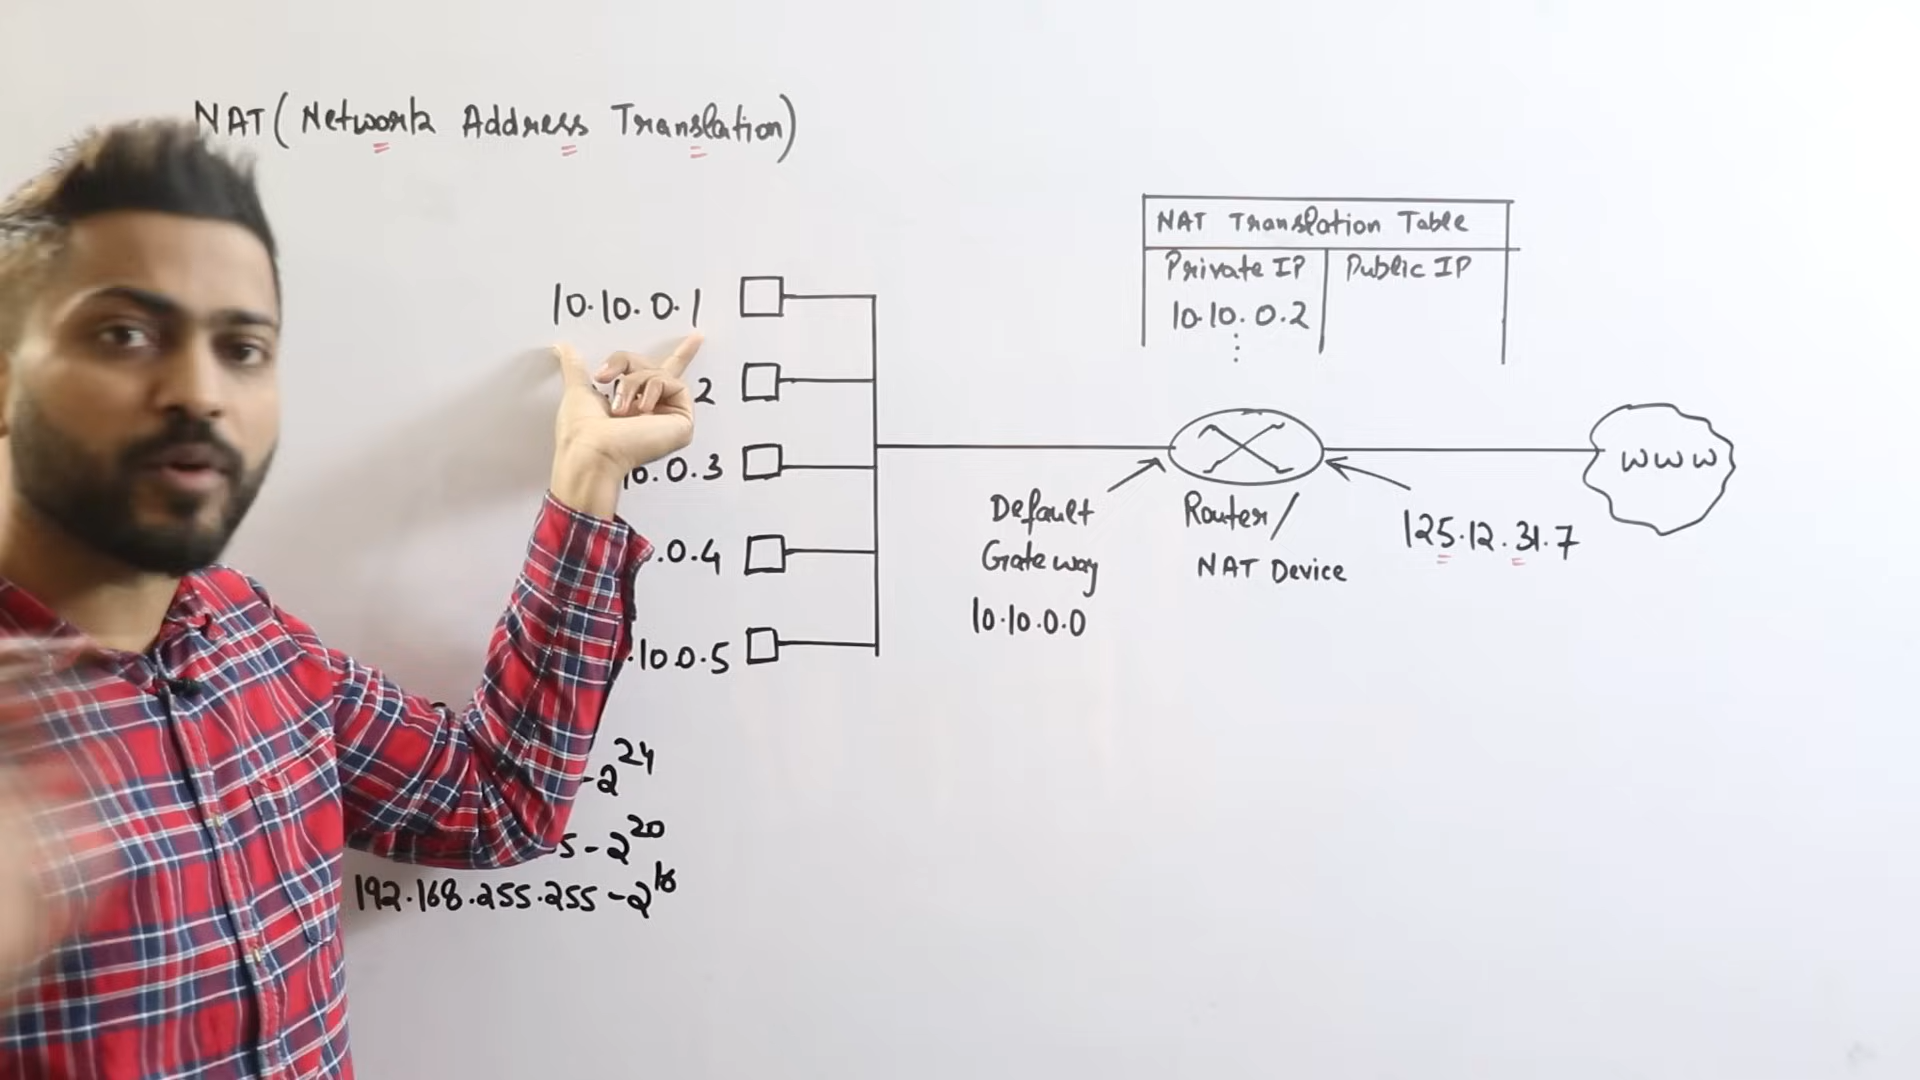 NAT (Network Address Translation)
NAT Translation Table
Private IP Public IP
10.10.0.2
10.10.0.1
2
0.0.3
.0.4
.10.0.5
Default
Gateway
10.10.0.0
Router/
NAT Device
125.12.31.7
WWW
-2^24
5-2^20
192.168.255.255-2^16